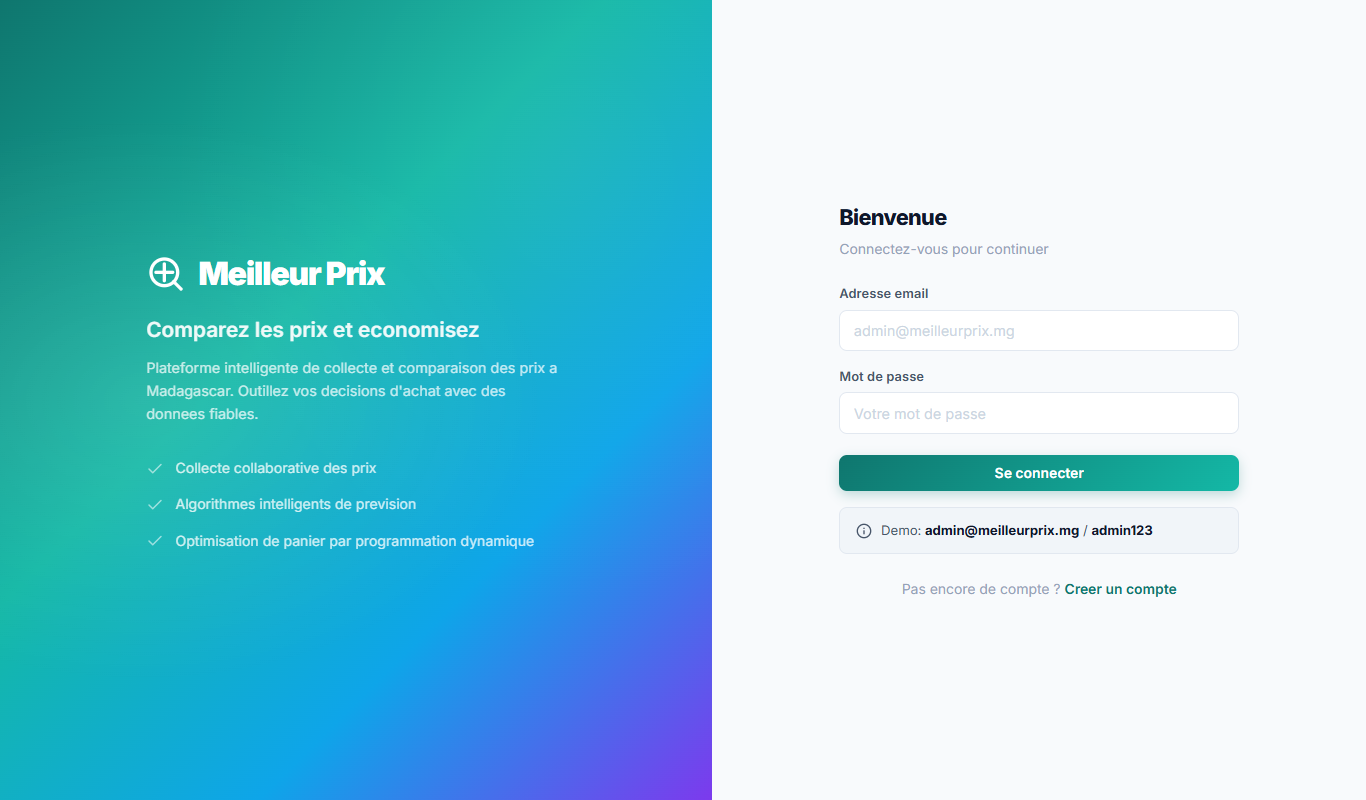 Meilleur Prix
Comparez les prix et economisez
Plateforme intelligente de collecte et comparaison des prix a
Madagascar. Outillez vos decisions d'achat avec des
donnees fiables.
Collecte collaborative des prix
Algorithmes intelligents de prevision
Optimisation de panier par programmation dynamique
Bienvenue
Connectez-vous pour continuer
Adresse email
admin@meilleurprix.mg
Mot de passe
Votre mot de passe
Se connecter
Demo: admin@meilleurprix.mg / admin123
Pas encore de compte ? Creer un compte